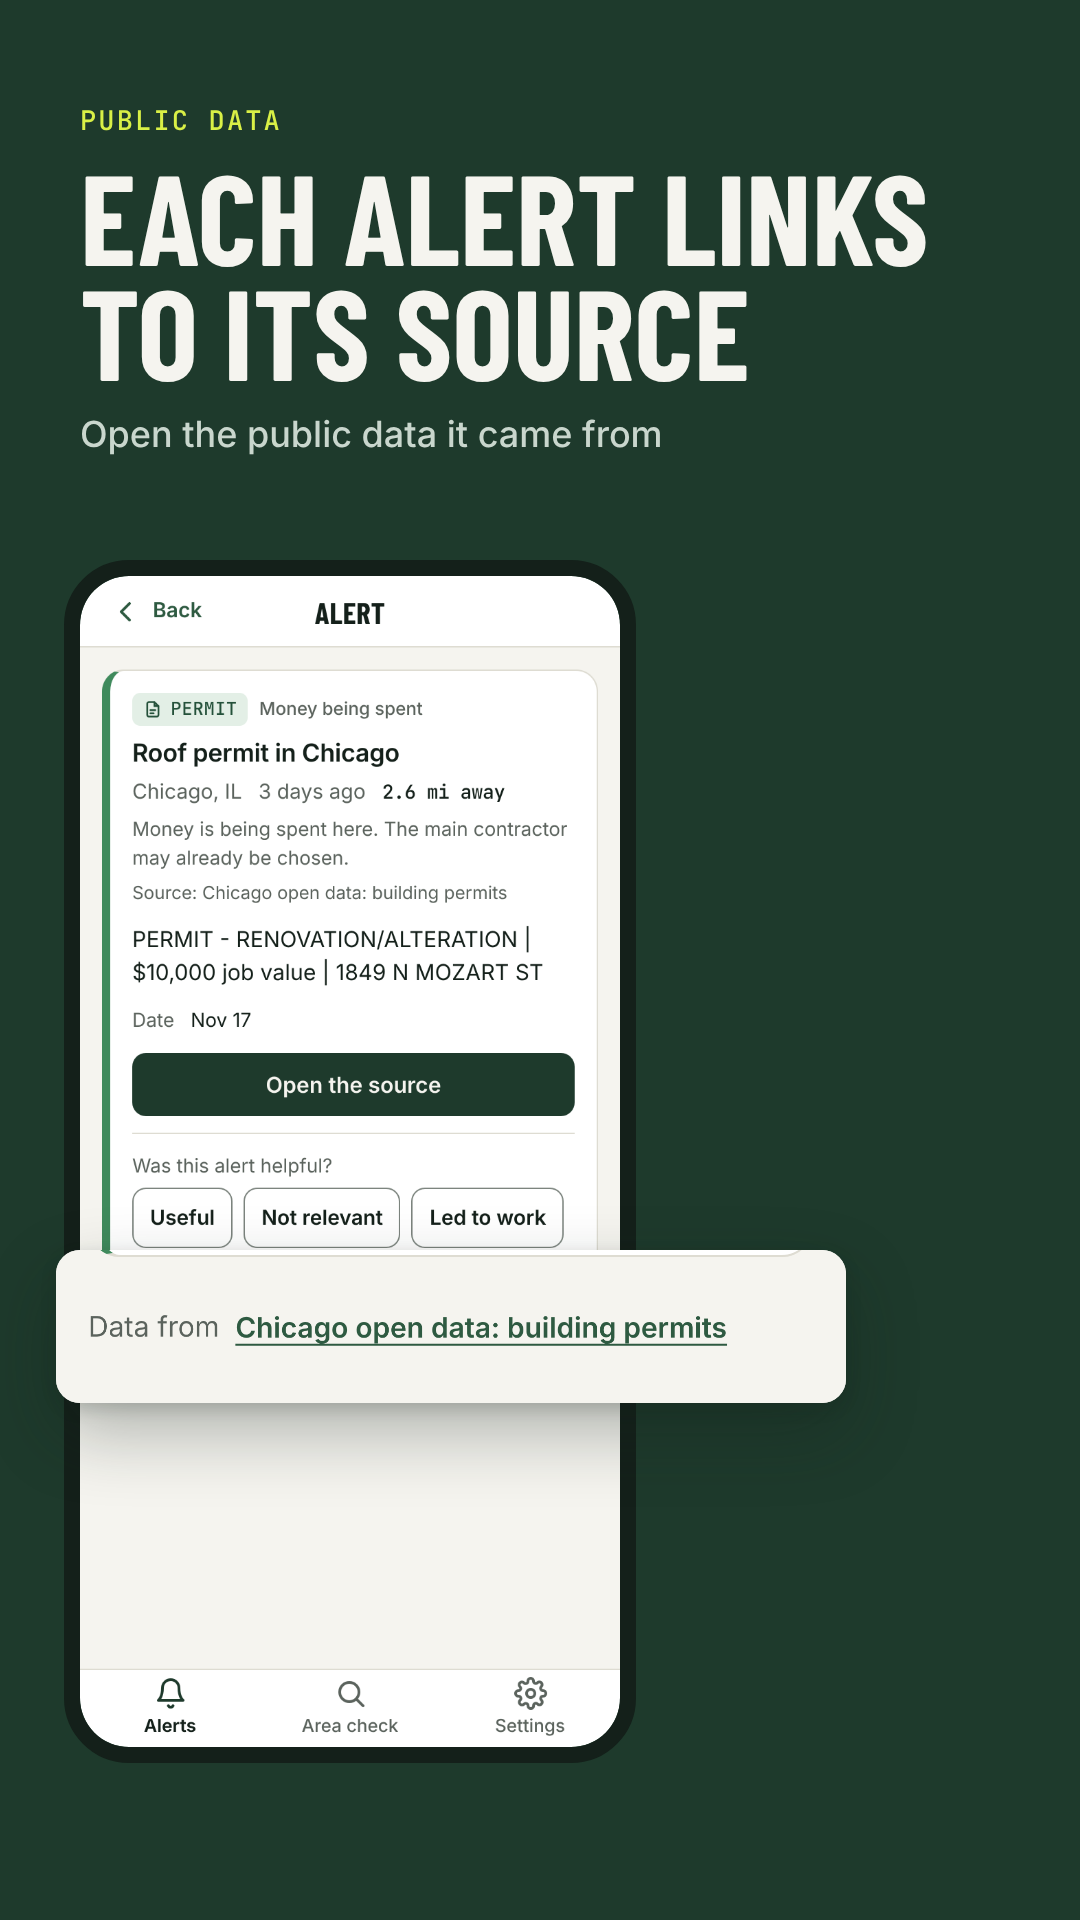 PUBLIC DATA
EACH ALERT LINKS
TO ITS SOURCE
Open the public data it came from
Back
ALERT
PERMIT Money being spent
Roof permit in Chicago
Chicago, IL 3 days ago 2.6 mi away
Money is being spent here. The main contractor
may already be chosen.
Source: Chicago open data: building permits
PERMIT - RENOVATION/ALTERATION |
$10,000 job value | 1849 N MOZART ST
Date Nov 17
Open the source
Was this alert helpful?
Useful Not relevant Led to work
Data from Chicago open data: building permits
Alerts Area check Settings